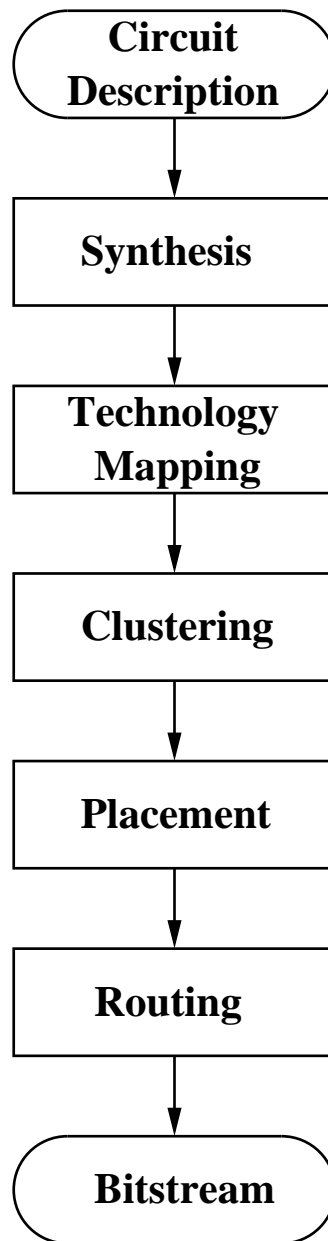 Circuit
Description
Synthesis
Technology
Mapping
Clustering
Placement
Routing
Bitstream